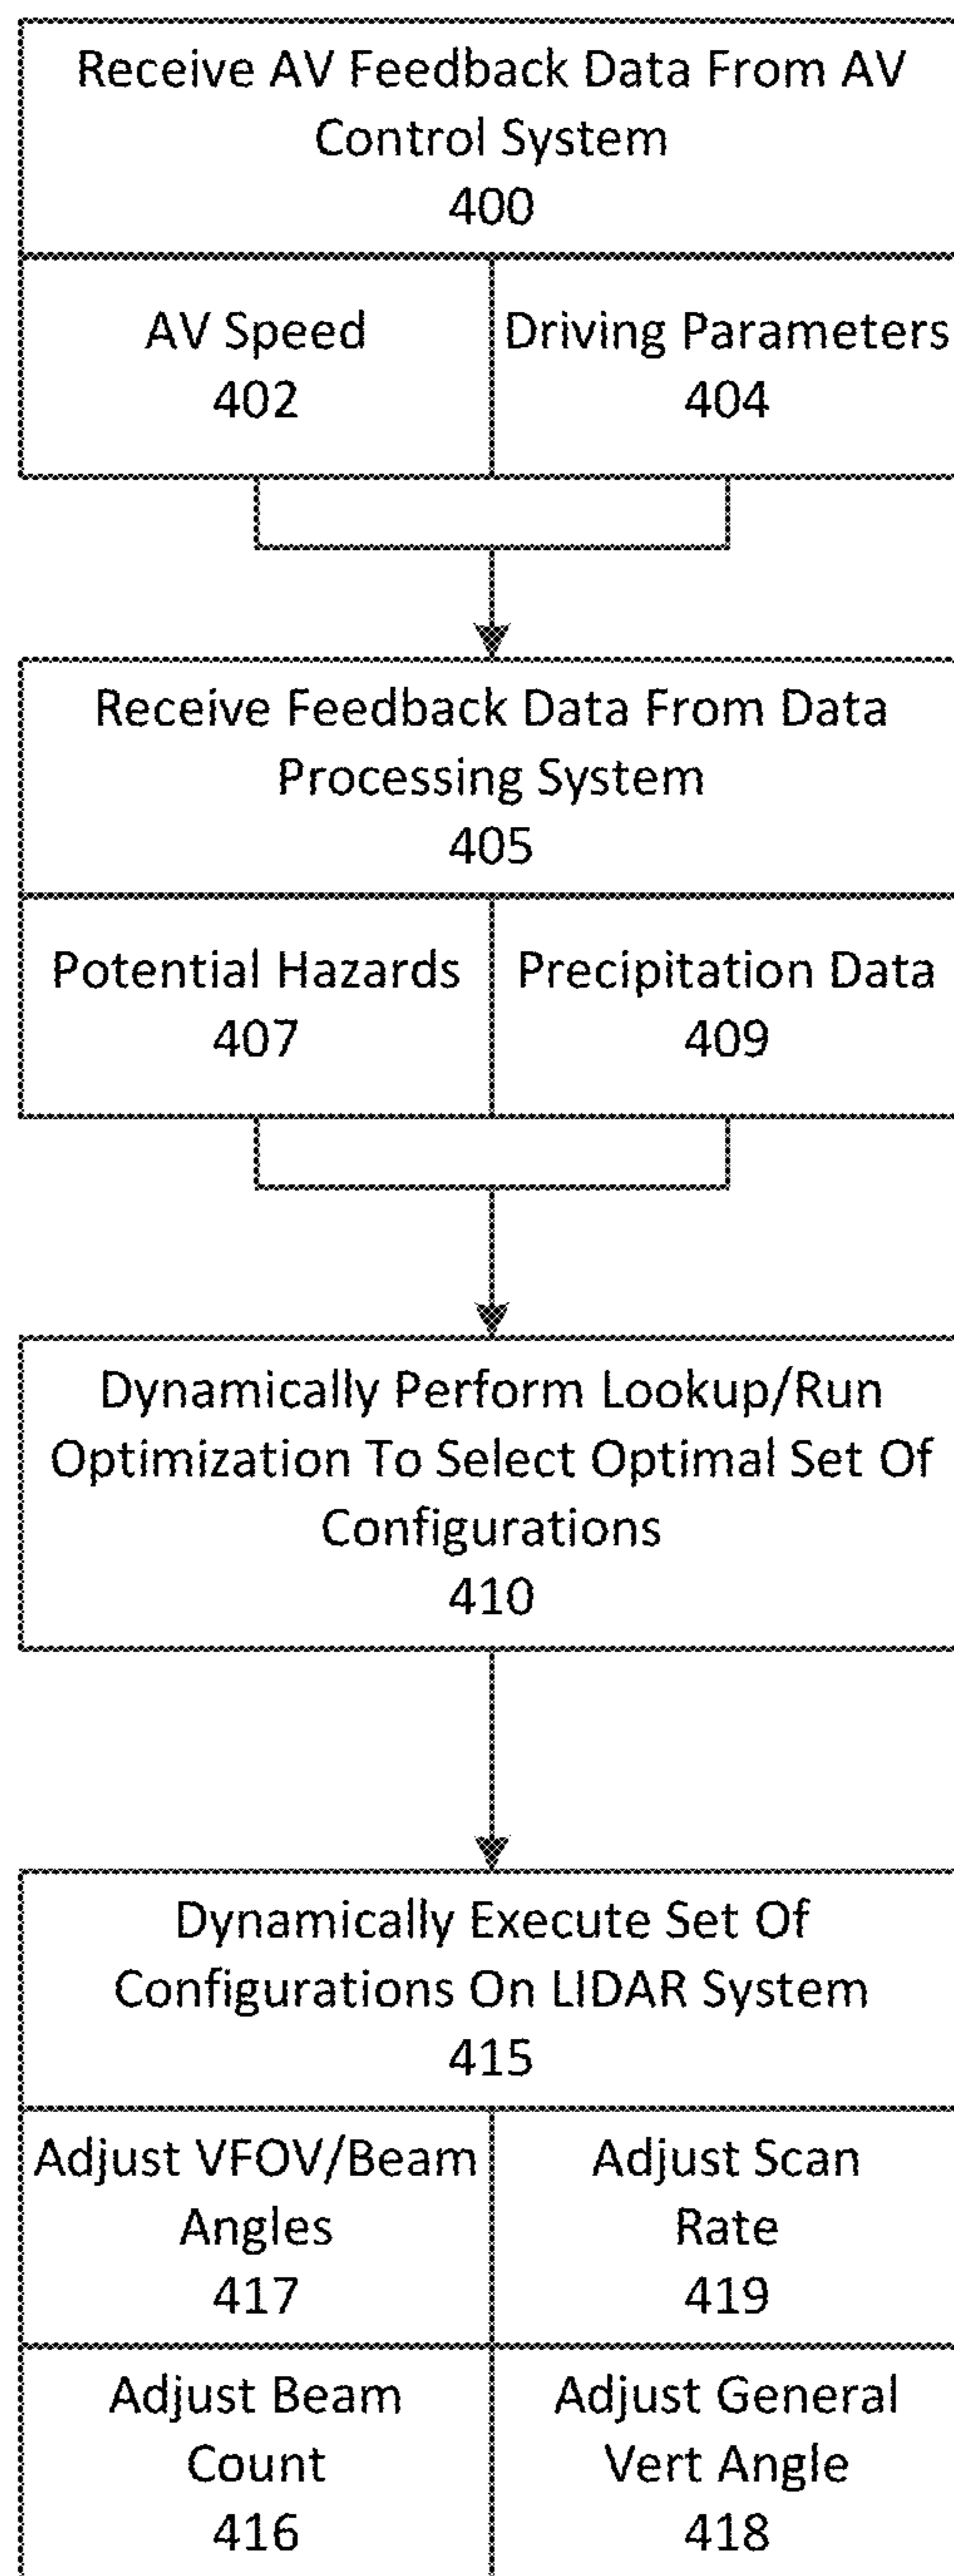 Receive AV Feedback Data From AV
Control System
400
AV Speed
402
Driving Parameters
404
Receive Feedback Data From Data
Processing System
405
Potential Hazards
407
Precipitation Data
409
Dynamically Perform Lookup/Run
Optimization To Select Optimal Set Of
Configurations
410
Dynamically Execute Set Of
Configurations On LIDAR System
415
Adjust VFOV/Beam
Angles
417
Adjust Scan
Rate
419
Adjust Beam
Count
416
Adjust General
Vert Angle
418